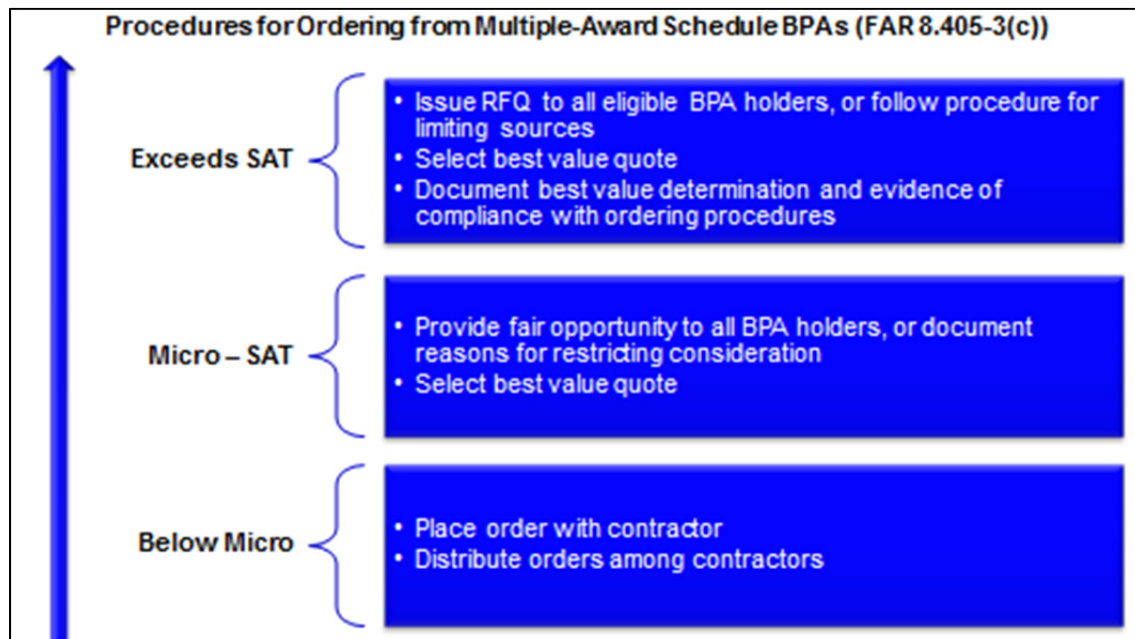 Procedures for Ordering from Multiple-Award Schedule BPAs (FAR 8.405-3(c))
Exceeds SAT
• Issue RFQ to all eligible BPA holders, or follow procedure for
limiting sources
• Select best value quote
• Document best value determination and evidence of
compliance with ordering procedures
Micro – SAT
• Provide fair opportunity to all BPA holders, or document
reasons for restricting consideration
• Select best value quote
Below Micro
• Place order with contractor
• Distribute orders among contractors